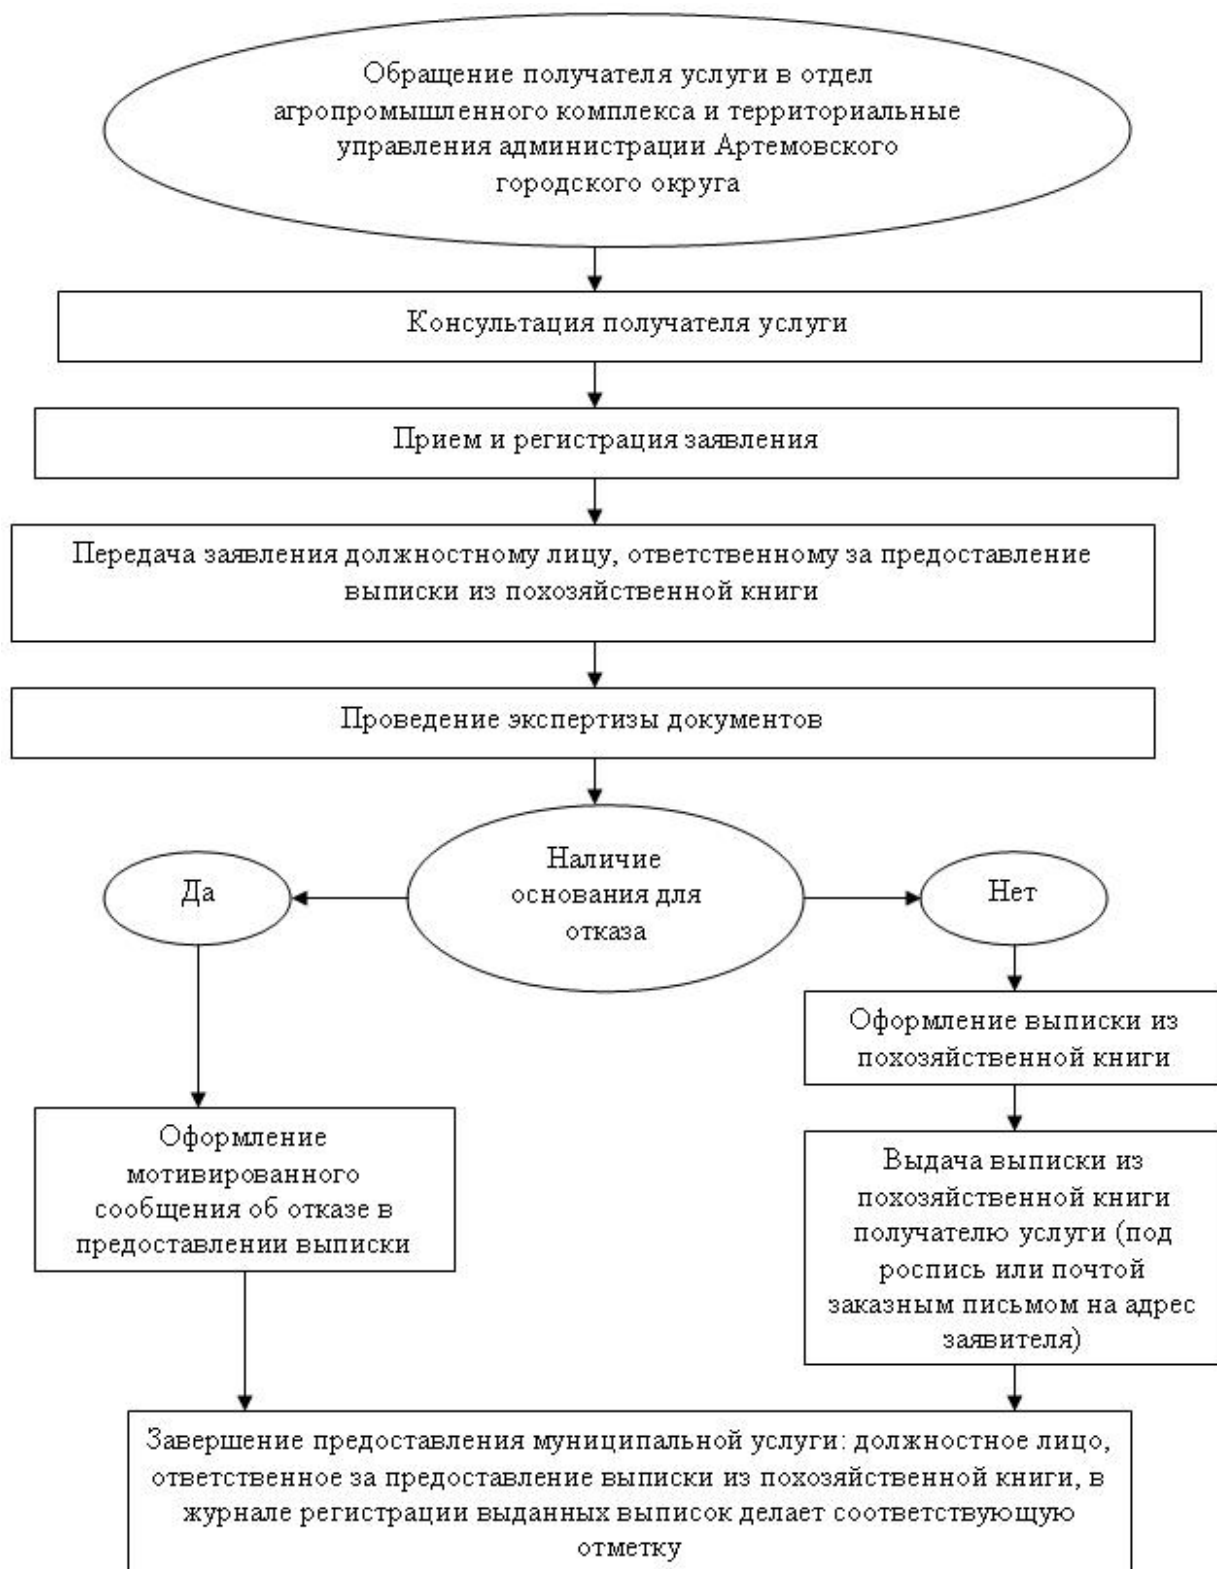 Обращение получателя услуги в отдел
агропромышленного комплекса и территориальные
управления администрации Артемовского
городского округа
Консультация получателя услуги
Прием и регистрация заявления
Передача заявления должностному лицу, ответственному за предоставление
выписки из похозяйственной книги
Проведение экспертизы документов
Наличие
основания для
отказа
Да
Нет
Оформление выписки из
похозяйственной книги
Оформление
мотивированного
сообщения об отказе в
предоставлении выписки
Выдача выписки из
похозяйственной книги
получателю услуги (под
роспись или почтой
заказным письмом на адрес
заявителя)
Завершение предоставления муниципальной услуги: должностное лицо,
ответственное за предоставление выписки из похозяйственной книги, в
журнале регистрации выданных выписок делает соответствующую
отметку